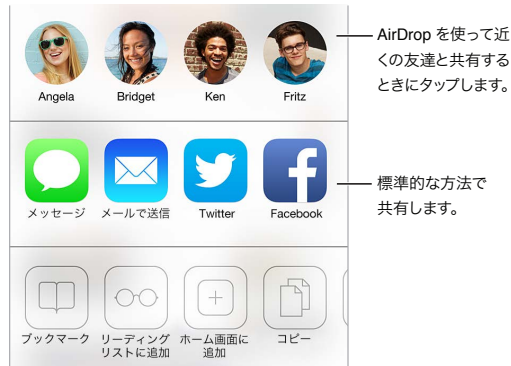 Angela Bridget Ken Fritz
AirDrop を使って近
くの友達と共有する
ときにタップします。
メッセージ メールで送信 Twitter Facebook
標準的な方法で
共有します。
ブックマーク リーディング ホーム画面に コピー
リストに追加 追加